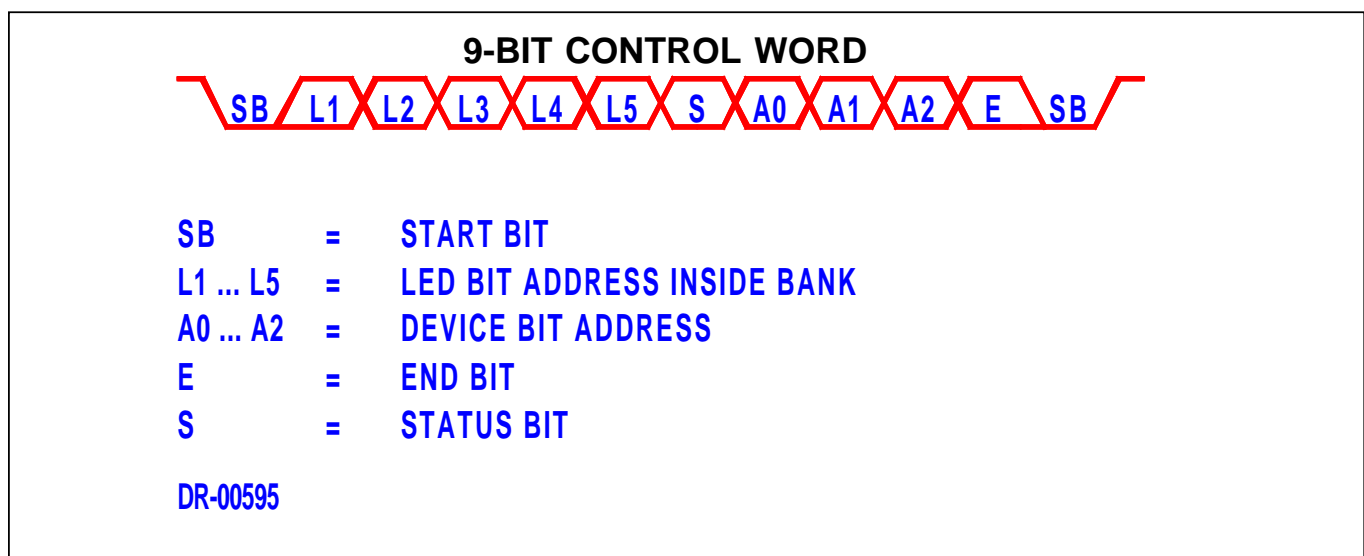 9-BIT CONTROL WORD
SB L1 L2 L3 L4 L5 S A0 A1 A2 E SB
SB = START BIT
L1 ... L5 = LED BIT ADDRESS INSIDE BANK
A0 ... A2 = DEVICE BIT ADDRESS
E = END BIT
S = STATUS BIT
DR-00595